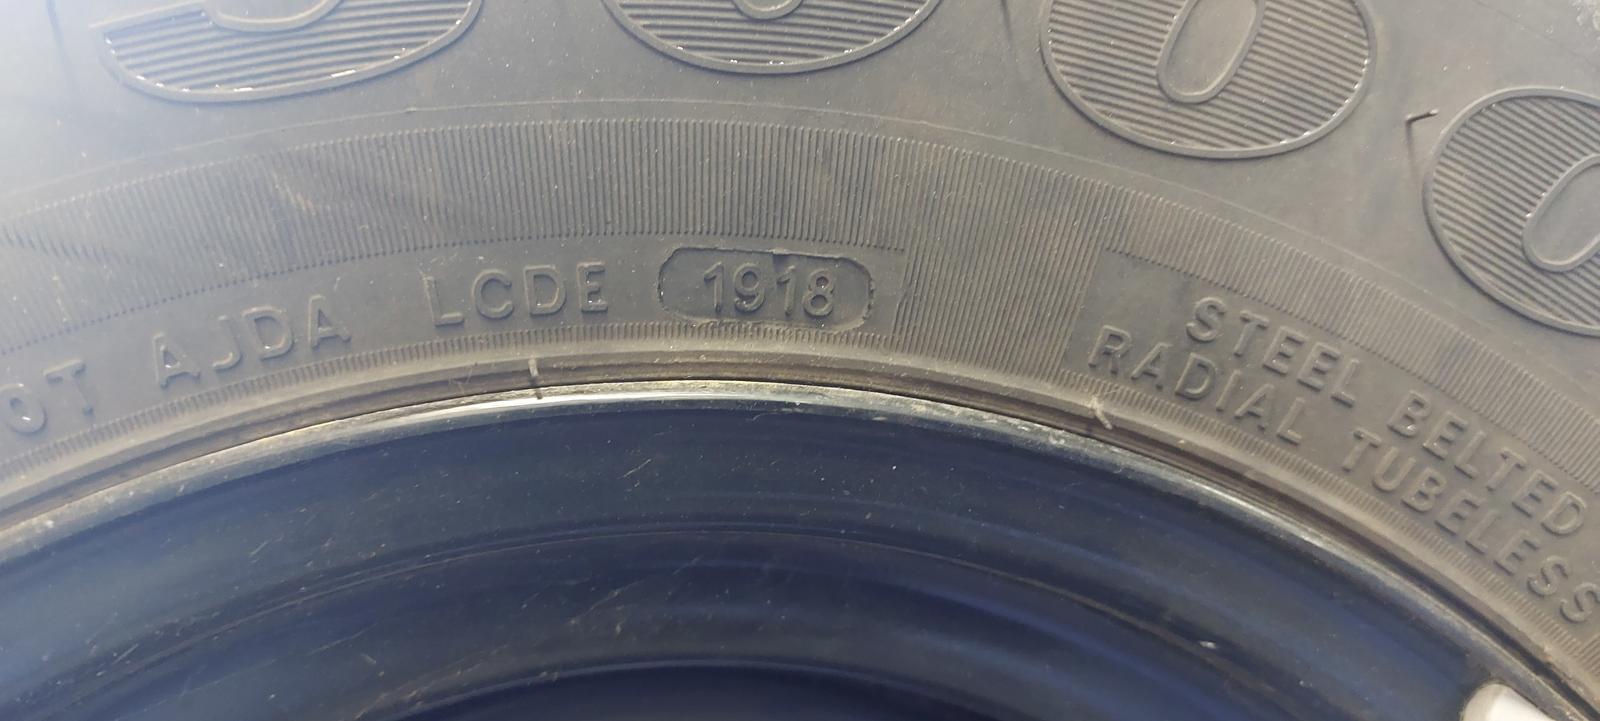 OT AJDA LCDE 1918
STEEL BELTED
RADIAL TUBELESS